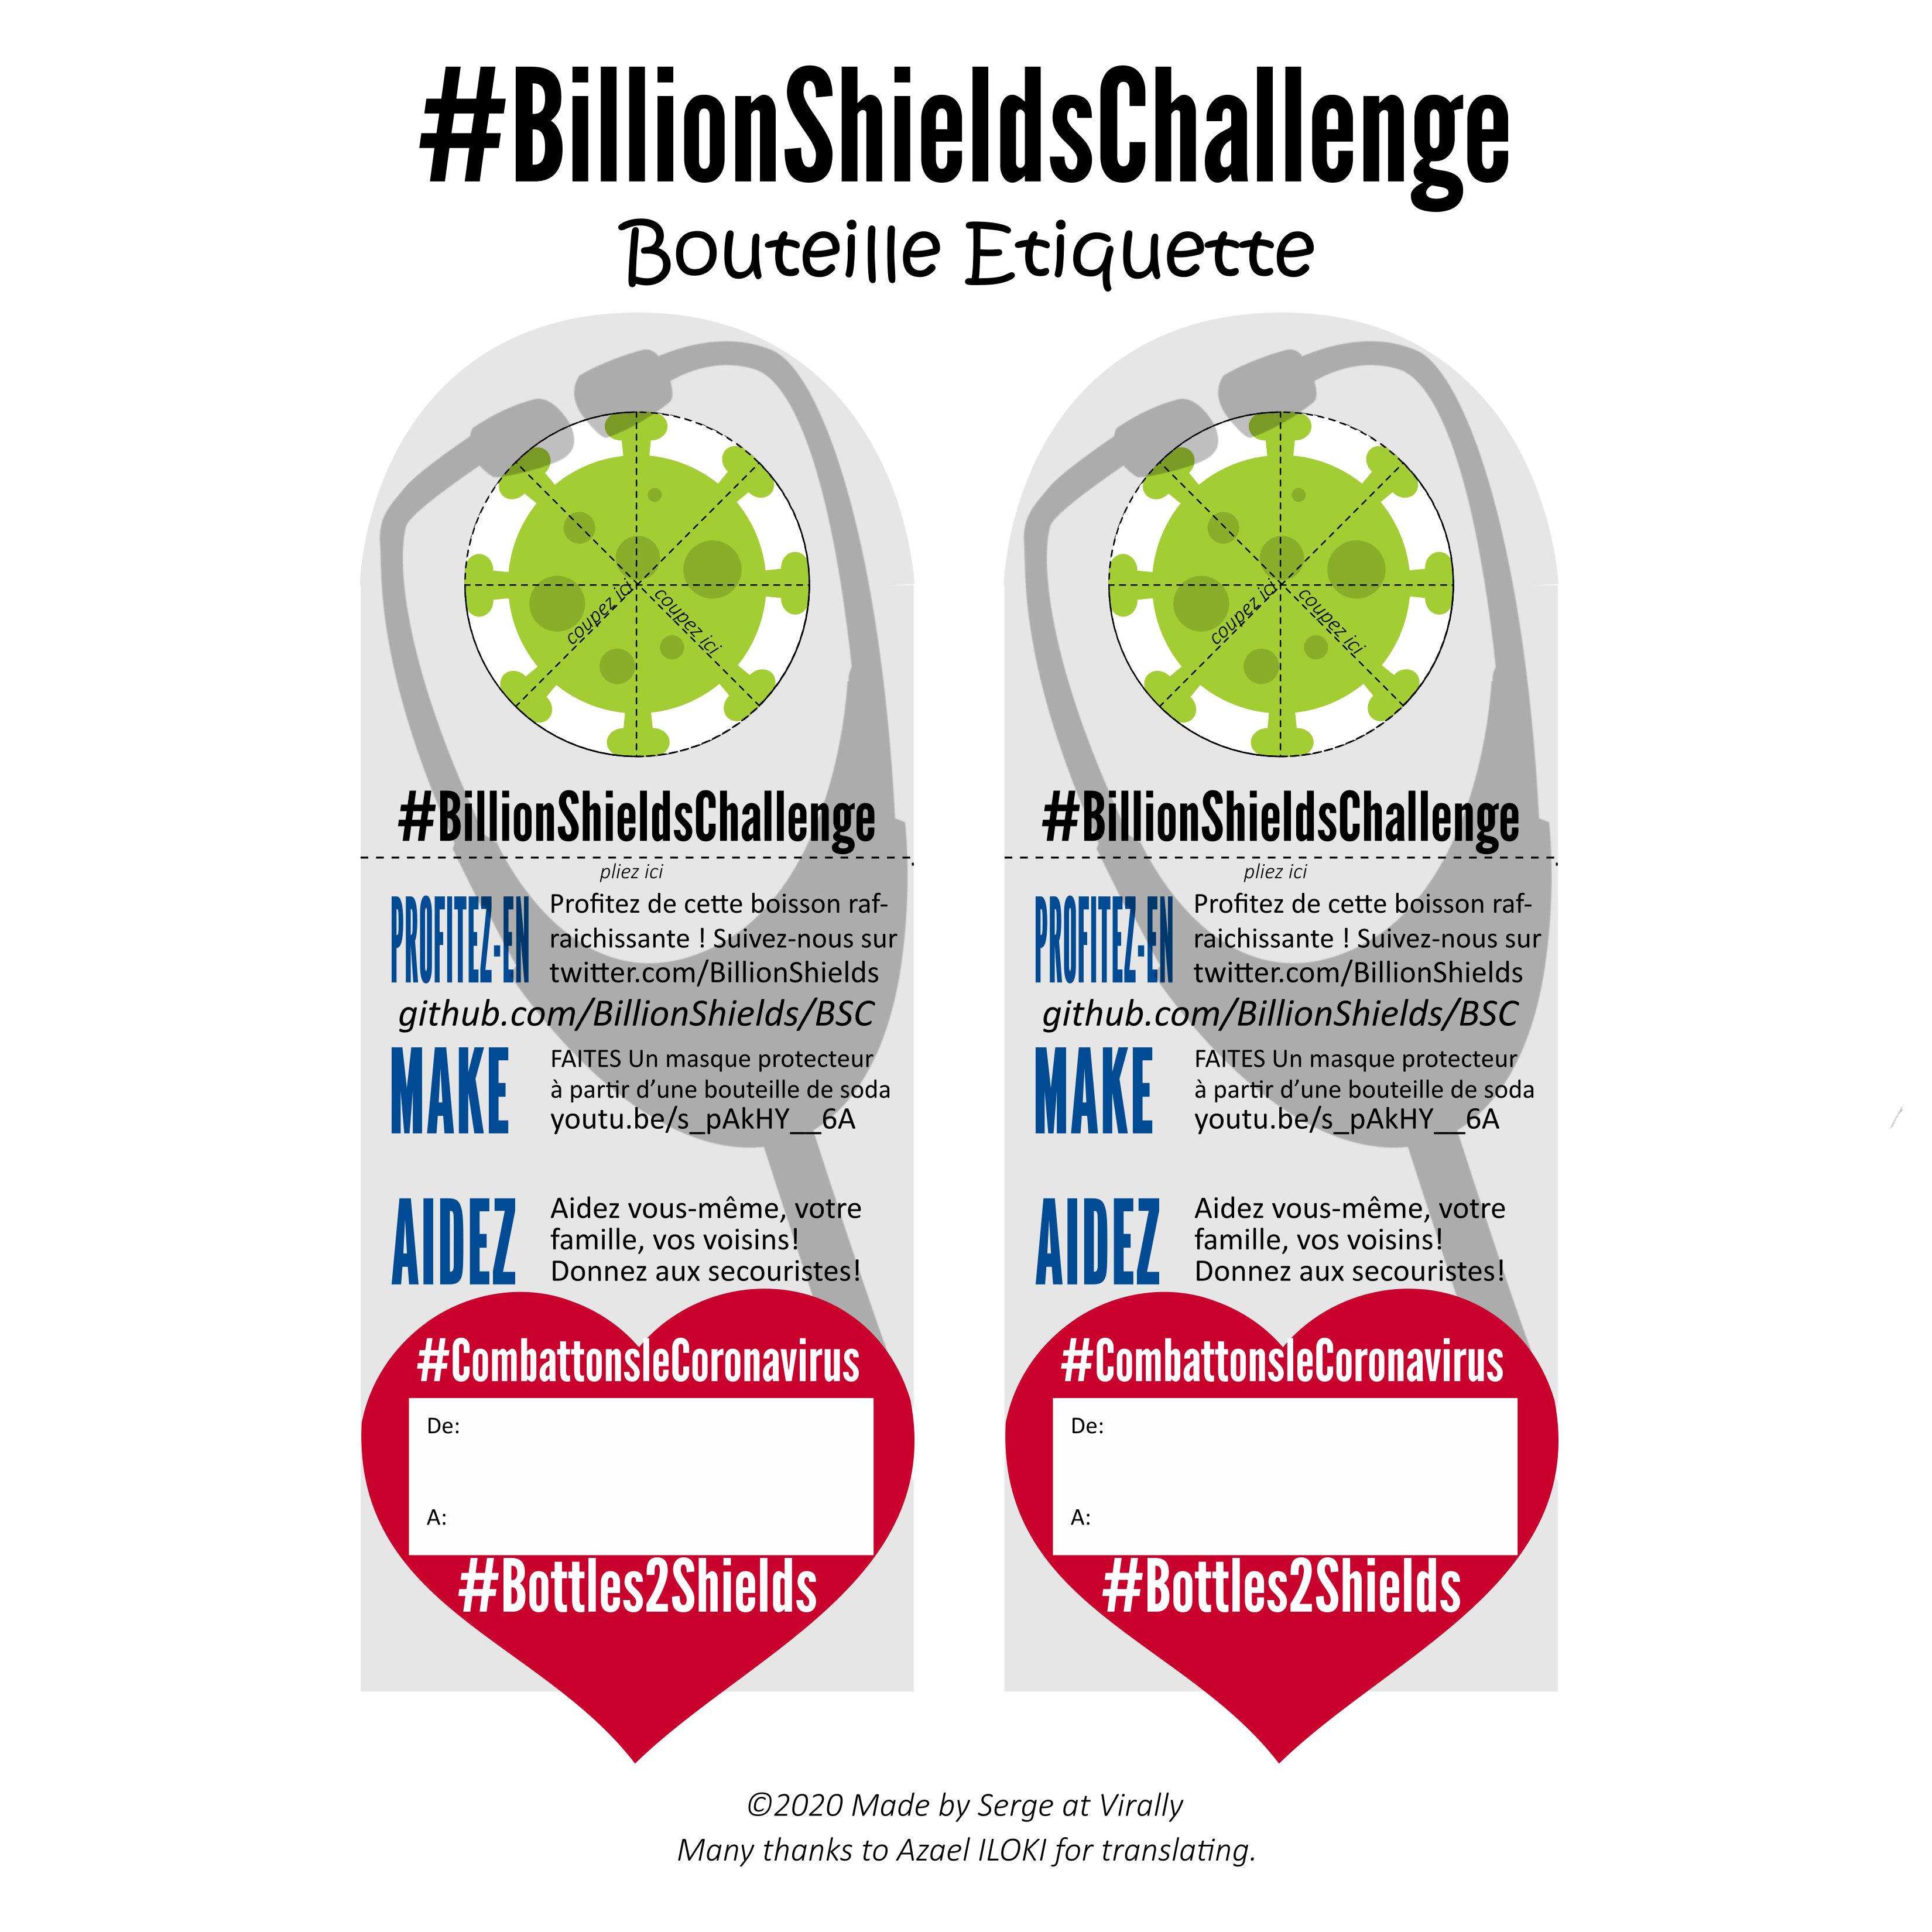 #BillionShieldsChallenge
Bouteille Etiquette
coupez ici
coupez ici
#BillionShieldsChallenge
pliez ici
PROFITEZ-EN
Profitez de cette boisson raf-
raichissante ! Suivez-nous sur
twitter.com/BillionShields
github.com/BillionShields/BSC
MAKE
FAITES Un masque protecteur
à partir d’une bouteille de soda
youtu.be/s_pAkHY__6A
AIDEZ
Aidez vous-même, votre
famille, vos voisins!
Donnez aux secouristes!
#CombattonsleCoronavirus
De:
A:
#Bottles2Shields
coupez ici
coupez ici
#BillionShieldsChallenge
pliez ici
PROFITEZ-EN
Profitez de cette boisson raf-
raichissante ! Suivez-nous sur
twitter.com/BillionShields
github.com/BillionShields/BSC
MAKE
FAITES Un masque protecteur
à partir d’une bouteille de soda
youtu.be/s_pAkHY__6A
AIDEZ
Aidez vous-même, votre
famille, vos voisins!
Donnez aux secouristes!
#CombattonsleCoronavirus
De:
A:
#Bottles2Shields
©2020 Made by Serge at Virally
Many thanks to Azael ILOKI for translating.